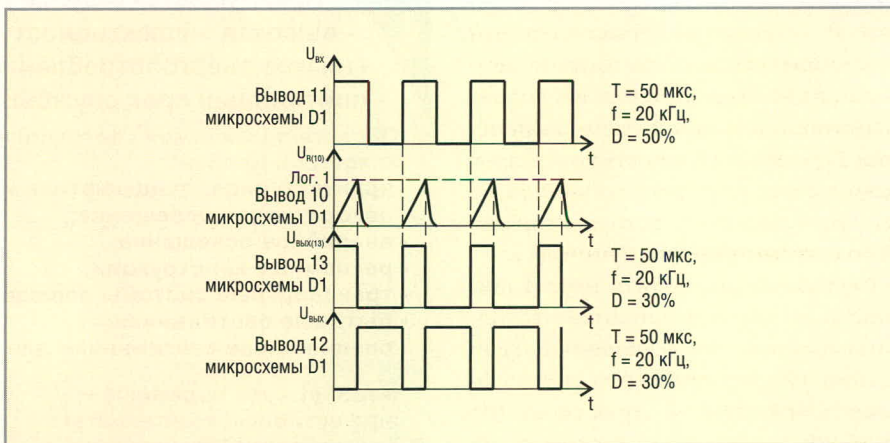 Uвх
Вывод 11
микросхемы D1
T = 50 мкс,
f = 20 кГц,
D = 50%
t
UR(10)
Лог. 1
Вывод 10
микросхемы D1
t
Uвых(13)
Вывод 13
микросхемы D1
T = 50 мкс,
f = 20 кГц,
D = 30%
t
Uвых
Вывод 12
микросхемы D1
T = 50 мкс,
f = 20 кГц,
D = 30%
t